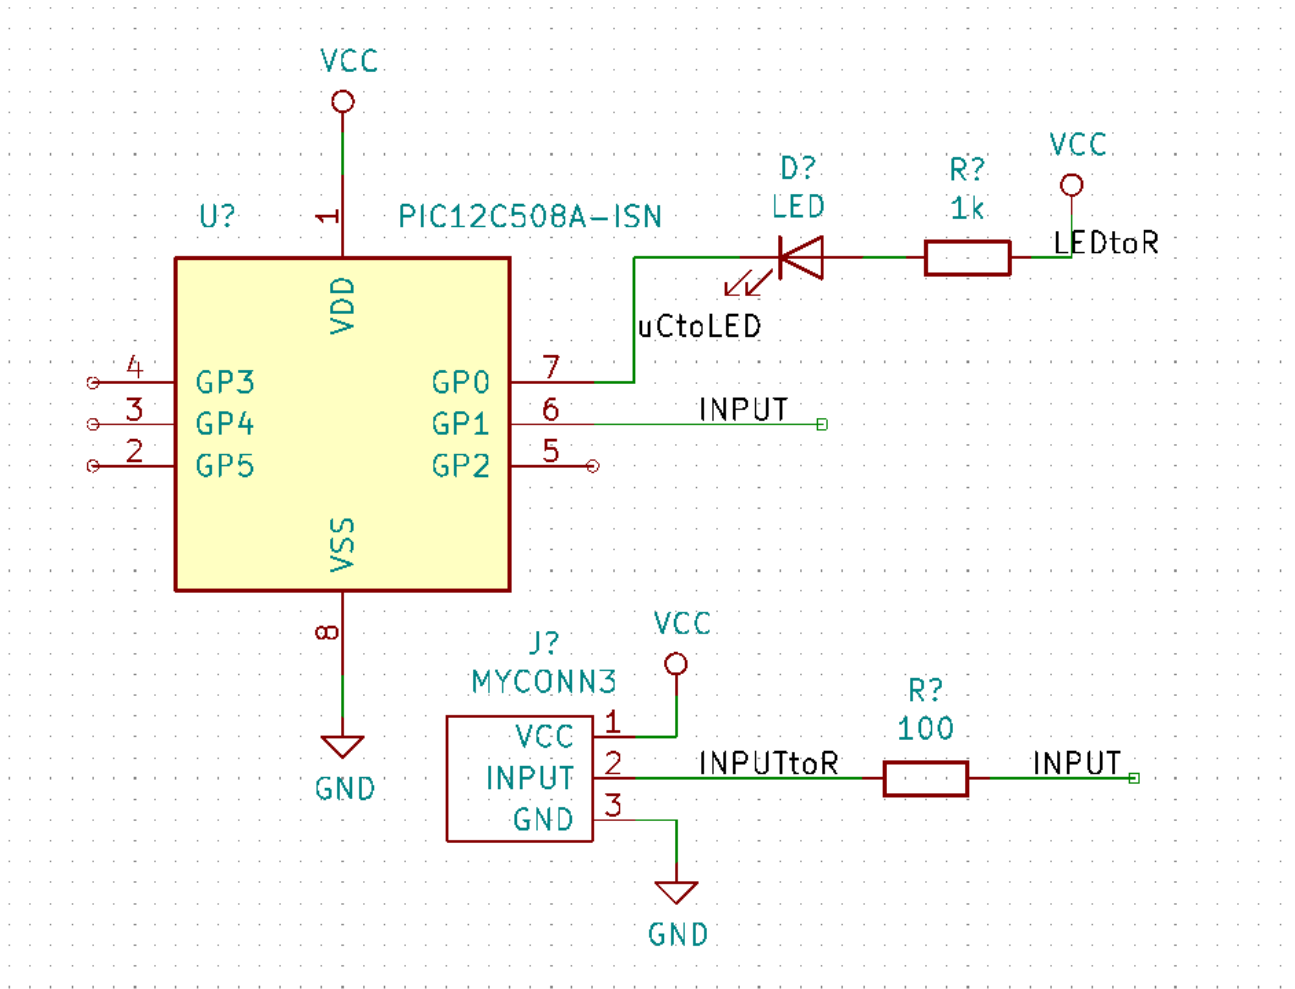 VCC
U?
1
PIC12C508A-ISN
D?
LED
R?
1k
VCC
LEDtoR
VDD
uCtoLED
4
GP3
GP0
7
3
GP4
GP1
6
INPUT
2
GP5
GP2
5
VSS
8
GND
J?
MYCONN3
VCC
VCC
1
INPUT
2
INPUTtoR
R?
100
INPUT
GND
3
GND